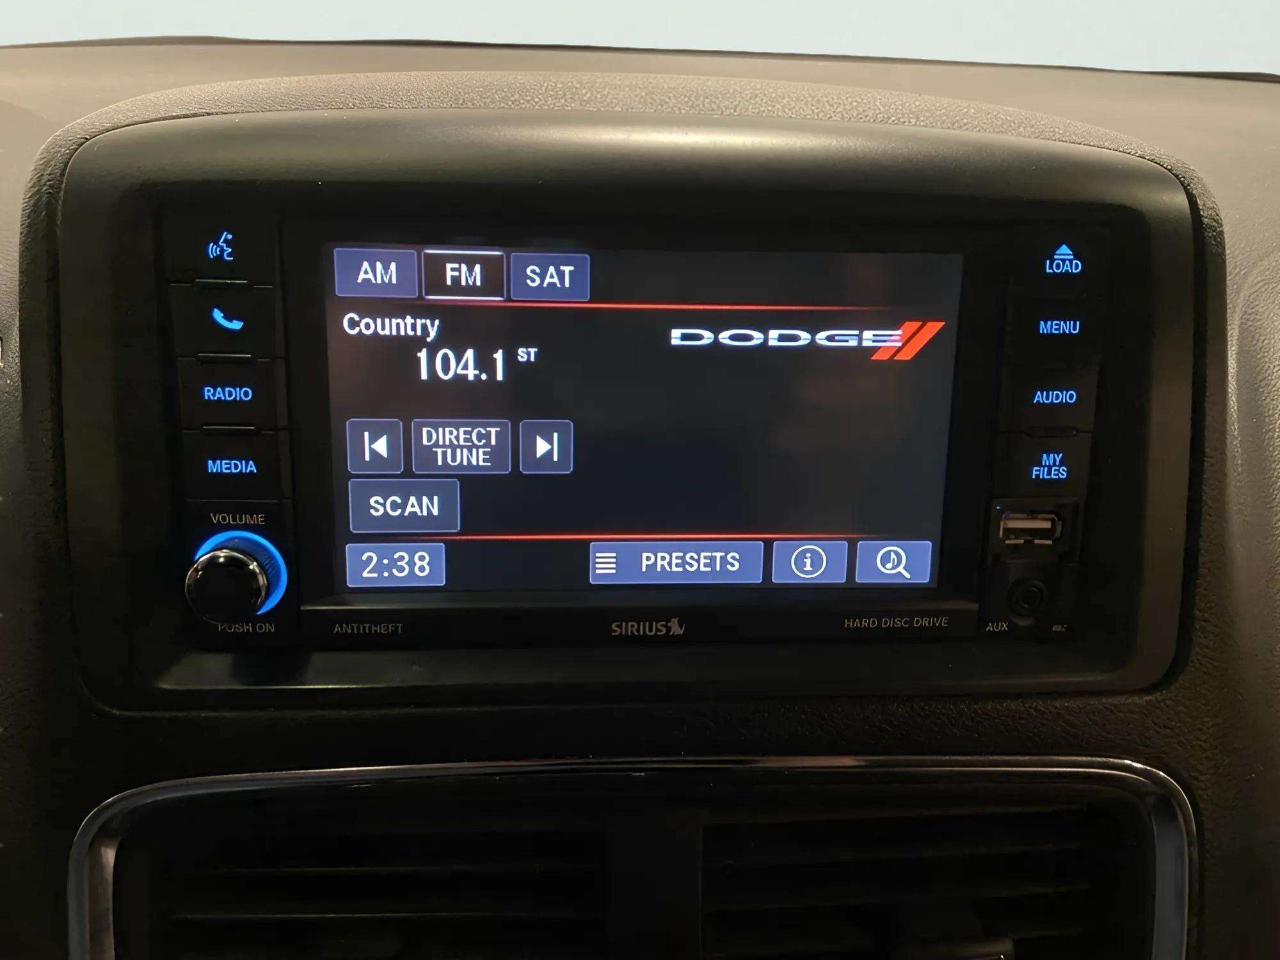 AM
FM
SAT
Country
104.1 ST
DODGE
DIRECT
TUNE
SCAN
2:38
PRESETS
RADIO
MEDIA
VOLUME
PUSH ON
LOAD
MENU
AUDIO
MY
FILES
ANTITHEFT
SIRIUS
HARD DISC DRIVE
AUX